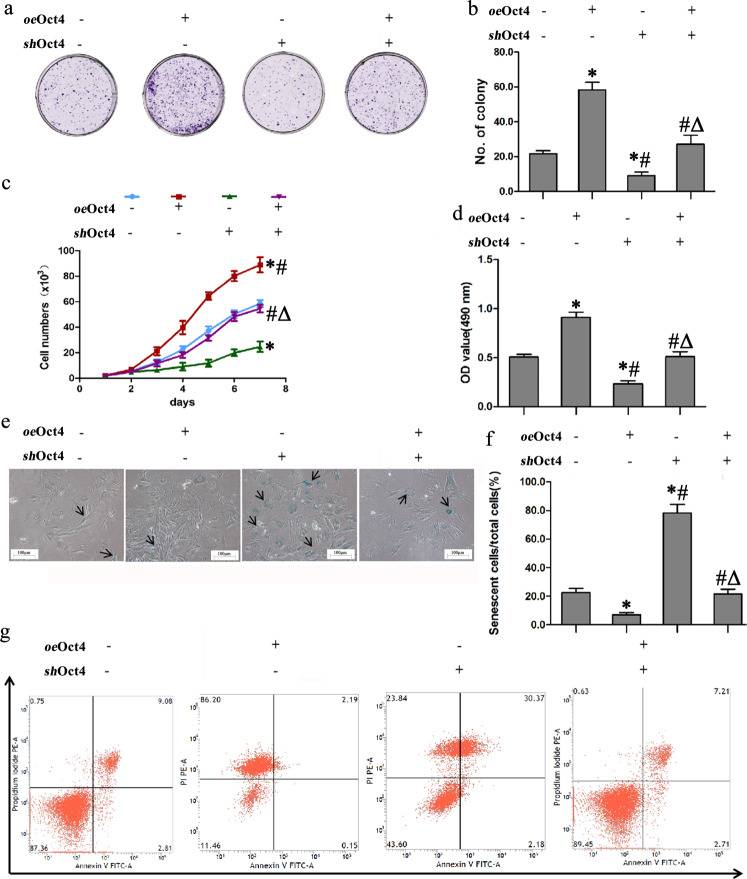 a
oeOct4 - + - +
shOct4 - - + +
b
oeOct4 - + - +
shOct4 - - + +
No. of colony
80.0
60.0
40.0
20.0
0.0
*
*#
#Δ
c
oeOct4 - + - +
shOct4 - - + +
Cell numbers (x10³)
100
80
60
40
20
0
*#
#Δ
*
0 2 4 6 8
days
d
oeOct4 - + - +
shOct4 - - + +
OD value(490 nm)
1.5
1.0
0.5
0.0
*
*#
#Δ
e
oeOct4 - + - +
shOct4 - - + +
100μm 100μm 100μm 100μm
f
oeOct4 - + - +
shOct4 - - + +
Senescent cells/total cells(%)
100.0
80.0
60.0
40.0
20.0
0.0
*
*#
#Δ
g
oeOct4 - + - +
shOct4 - - + +
0.75 9.08
Propidium Iodide PE-A
87.36 2.81
Annexin V FITC-A
86.20 2.19
PI PE-A
11.46 0.15
Annexin V FITC-A
23.84 30.37
PI PE-A
43.60 2.18
Annexin V FITC-A
0.63 7.21
Propidium Iodide PE-A
89.45 2.71
Annexin V FITC-A